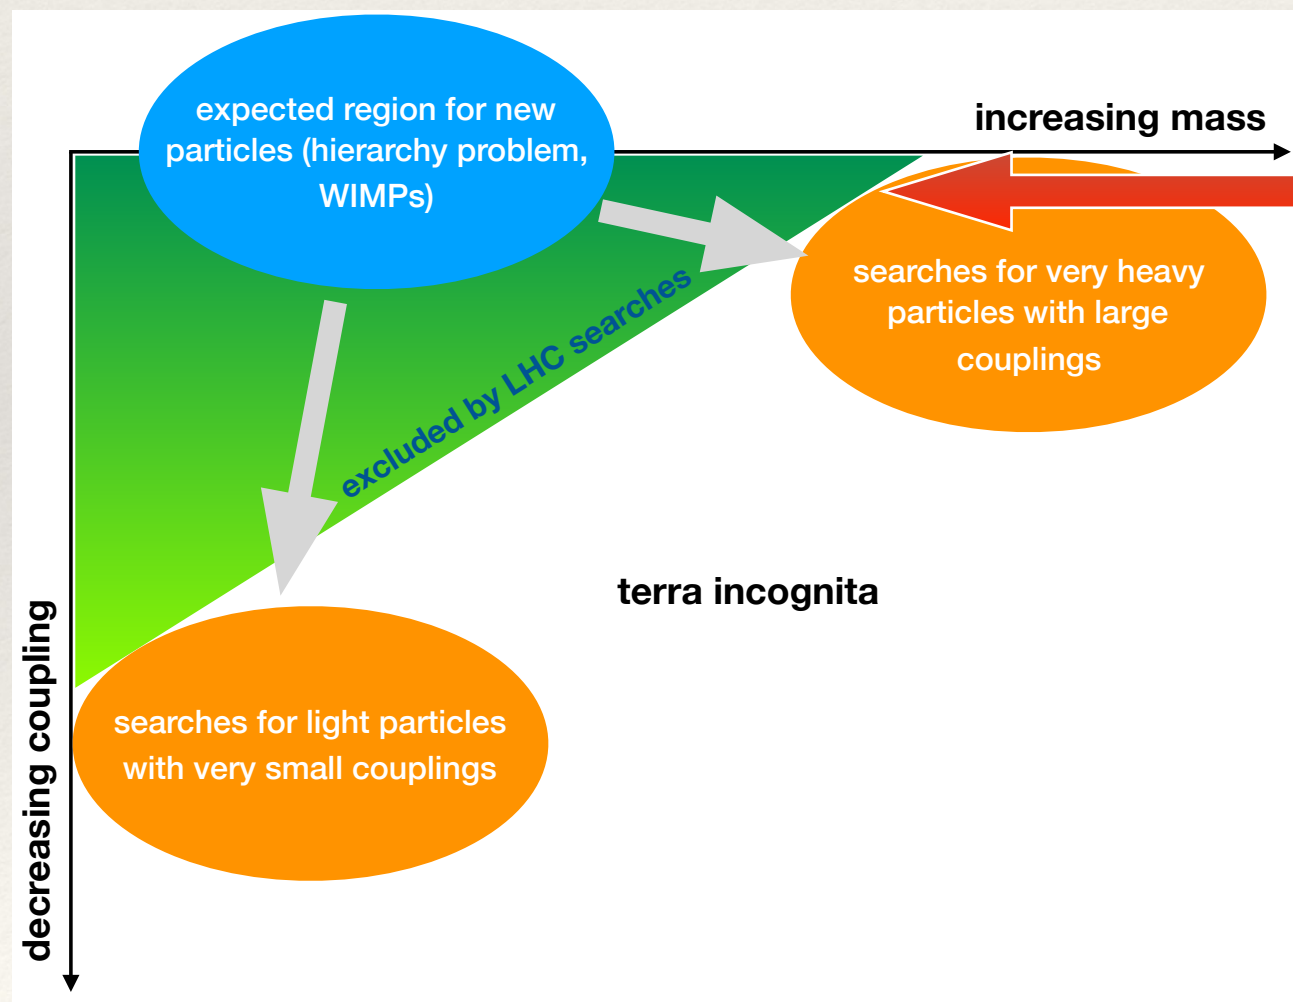 expected region for new
particles (hierarchy problem,
WIMPs)
increasing mass
searches for very heavy
particles with large
couplings
excluded by LHC searches
terra incognita
searches for light particles
with very small couplings
decreasing coupling